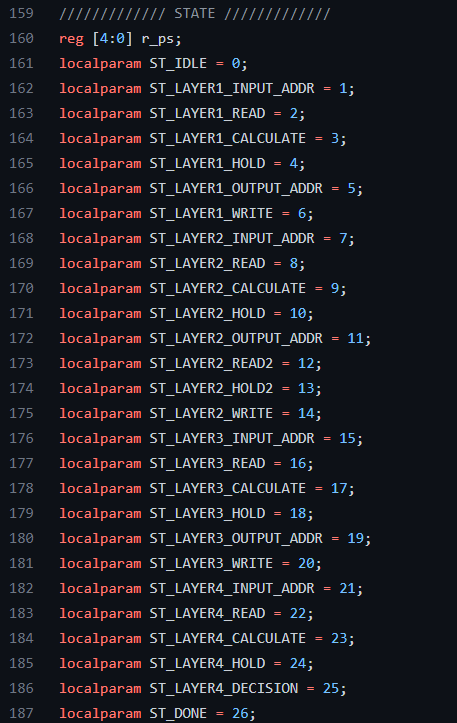 159 ///////////// STATE /////////////
160 reg [4:0] r_ps;
161 localparam ST_IDLE = 0;
162 localparam ST_LAYER1_INPUT_ADDR = 1;
163 localparam ST_LAYER1_READ = 2;
164 localparam ST_LAYER1_CALCULATE = 3;
165 localparam ST_LAYER1_HOLD = 4;
166 localparam ST_LAYER1_OUTPUT_ADDR = 5;
167 localparam ST_LAYER1_WRITE = 6;
168 localparam ST_LAYER2_INPUT_ADDR = 7;
169 localparam ST_LAYER2_READ = 8;
170 localparam ST_LAYER2_CALCULATE = 9;
171 localparam ST_LAYER2_HOLD = 10;
172 localparam ST_LAYER2_OUTPUT_ADDR = 11;
173 localparam ST_LAYER2_READ2 = 12;
174 localparam ST_LAYER2_HOLD2 = 13;
175 localparam ST_LAYER2_WRITE = 14;
176 localparam ST_LAYER3_INPUT_ADDR = 15;
177 localparam ST_LAYER3_READ = 16;
178 localparam ST_LAYER3_CALCULATE = 17;
179 localparam ST_LAYER3_HOLD = 18;
180 localparam ST_LAYER3_OUTPUT_ADDR = 19;
181 localparam ST_LAYER3_WRITE = 20;
182 localparam ST_LAYER4_INPUT_ADDR = 21;
183 localparam ST_LAYER4_READ = 22;
184 localparam ST_LAYER4_CALCULATE = 23;
185 localparam ST_LAYER4_HOLD = 24;
186 localparam ST_LAYER4_DECISION = 25;
187 localparam ST_DONE = 26;